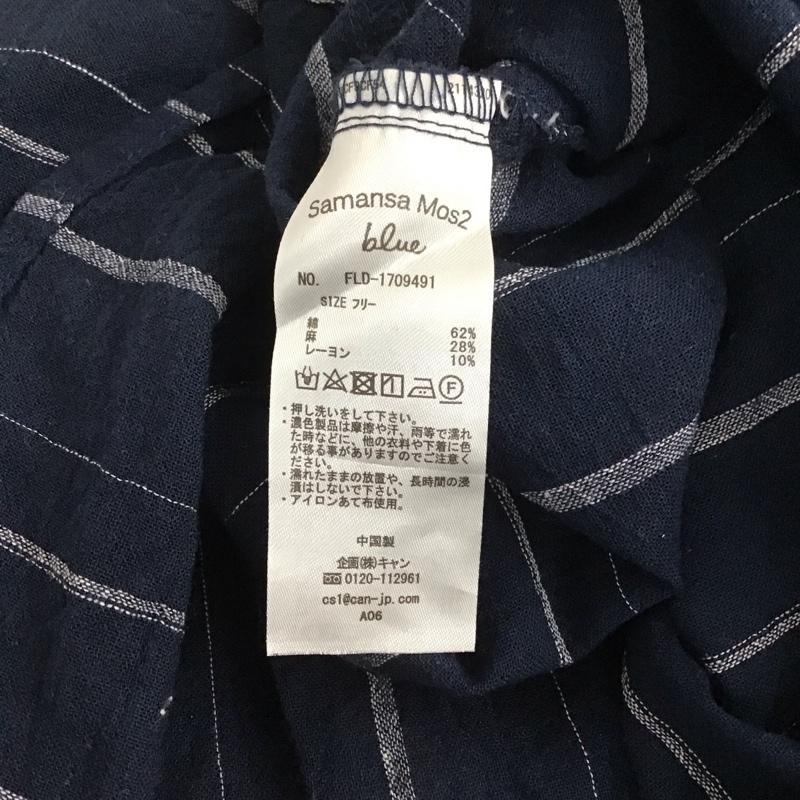 Samansa Mos2
blue
NO. FLD-1709491
SIZE フリー
綿 62%
麻 28%
レーヨン 10%
F
・押し洗いをして下さい。
・濃色製品は摩擦や汗、雨等で濡れ
た時などに、他の衣料や下着に色
が移る事がありますのでご注意く
ださい。
・濡れたままの放置や、長時間の浸
漬はしないで下さい。
・アイロンあて布使用。
中国製
企画(株)キャン
0120-112961
cs1@can-jp.com
A06